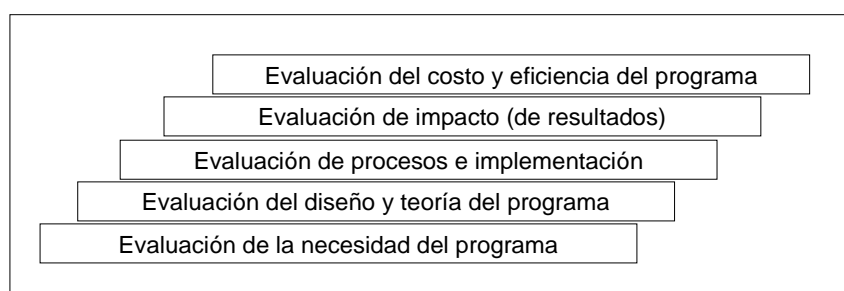 Evaluación del costo y eficiencia del programa
Evaluación de impacto (de resultados)
Evaluación de procesos e implementación
Evaluación del diseño y teoría del programa
Evaluación de la necesidad del programa